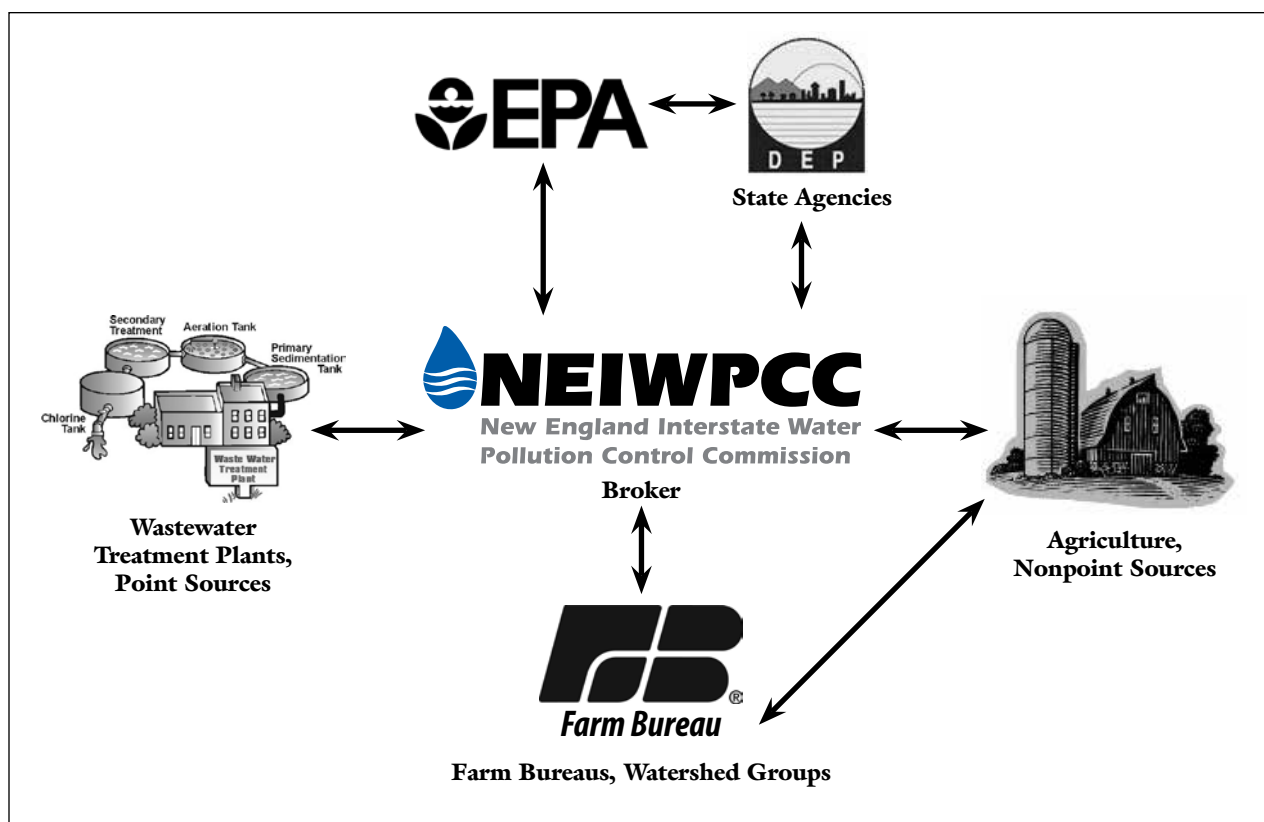 EPA
DEP
State Agencies
Secondary
Treatment
Aeration Tank
Primary
Sedimentation
Tank
Chlorine
Tank
Waste Water
Treatment
Plant
Wastewater
Treatment Plants,
Point Sources
NEIWPCC
New England Interstate Water
Pollution Control Commission
Broker
Agriculture,
Nonpoint Sources
®
Farm Bureau
Farm Bureaus, Watershed Groups